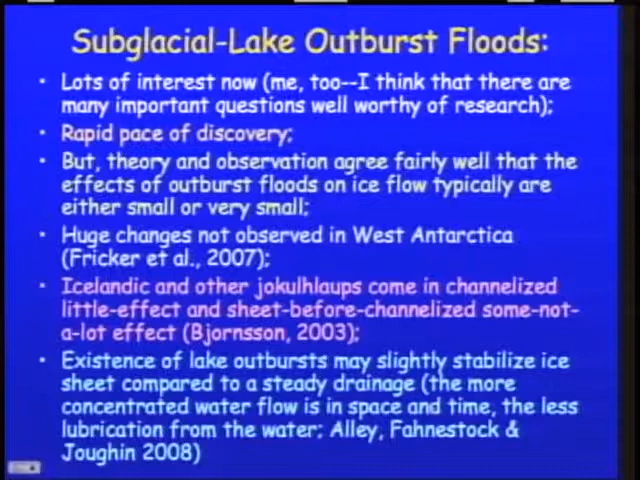 Subglacial-Lake Outburst Floods:
• Lots of interest now (me, too--I think that there are
many important questions well worthy of research);
• Rapid pace of discovery;
• But, theory and observation agree fairly well that the
effects of outburst floods on ice flow typically are
either small or very small;
• Huge changes not observed in West Antarctica
(Fricker et al., 2007);
• Icelandic and other jokulhlaups come in channelized
little-effect and sheet-before-channelized some-not-
a-lot effect (Bjornsson, 2003);
• Existence of lake outbursts may slightly stabilize ice
sheet compared to a steady drainage (the more
concentrated water flow is in space and time, the less
lubrication from the water; Alley, Fahnestock &
Joughin 2008)